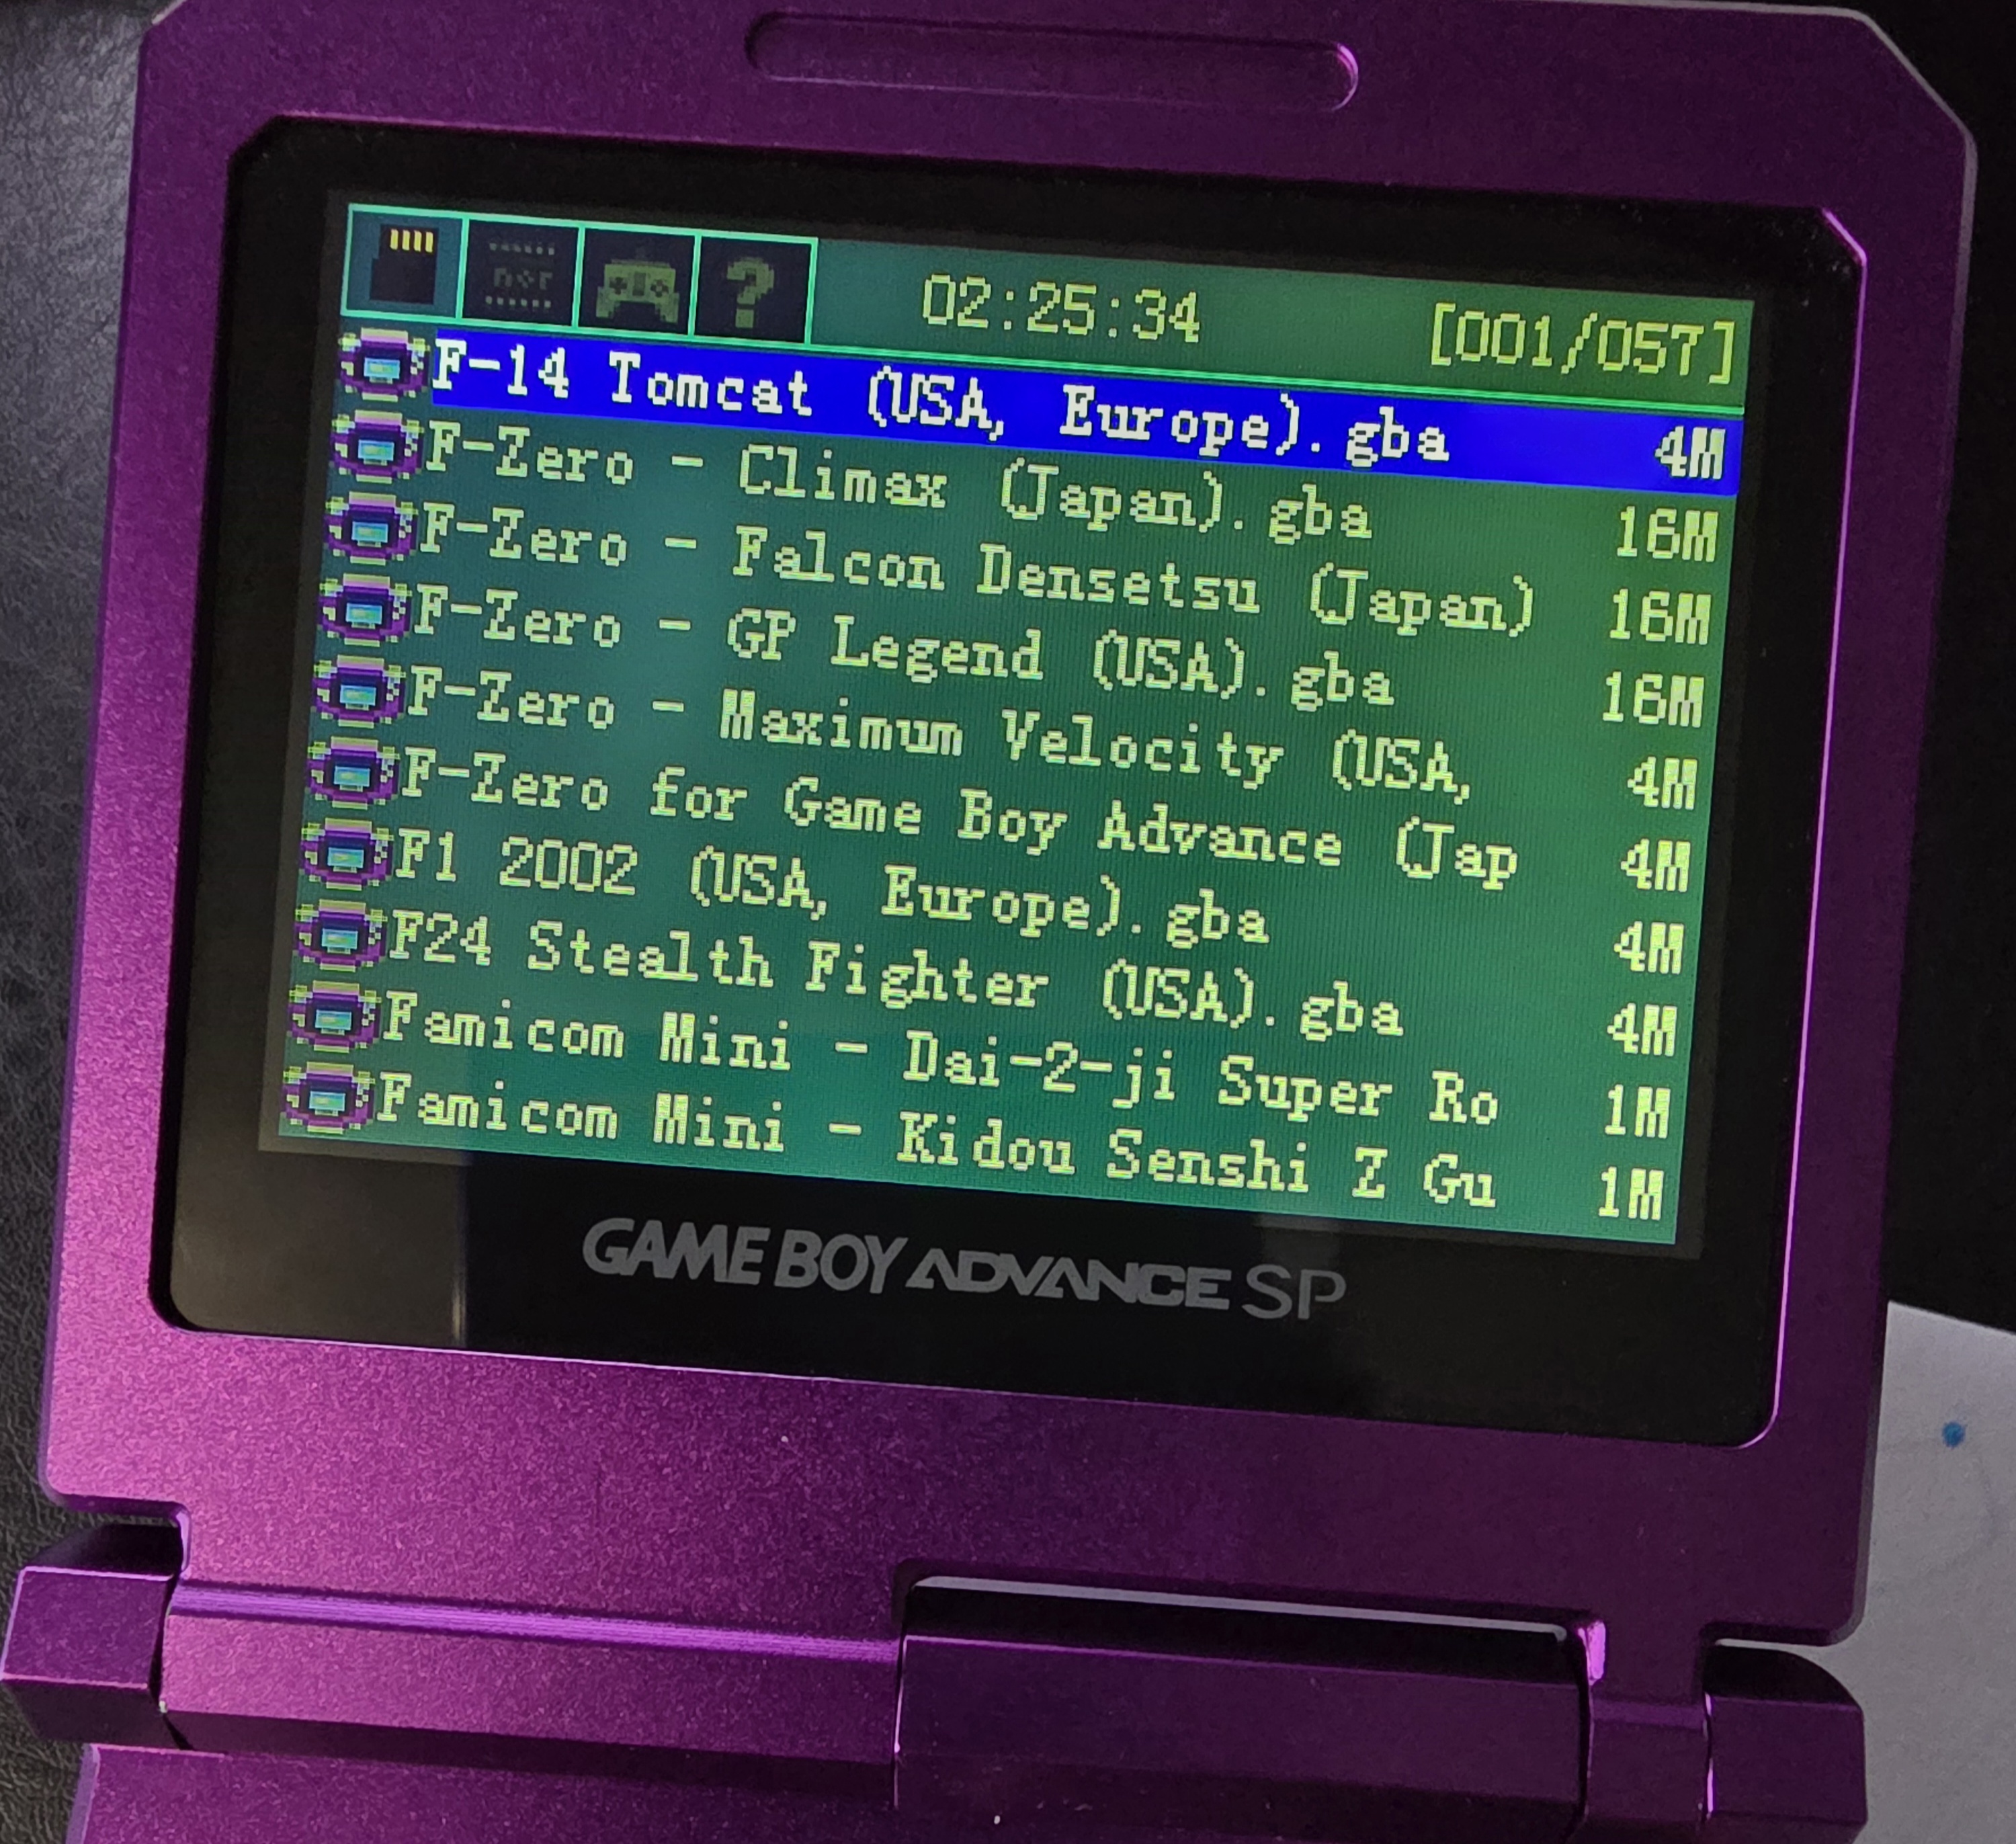 nor
?
02:25:34 [001/057]
F-14 Tomcat (USA, Europe).gba 4M
F-Zero - Climax (Japan).gba 16M
F-Zero - Falcon Densetsu (Japan) 16M
F-Zero - GP Legend (USA).gba 16M
F-Zero - Maximum Velocity (USA, 4M
F-Zero for Game Boy Advance (Jap 4M
F1 2002 (USA, Europe).gba 4M
F24 Stealth Fighter (USA).gba 4M
Famicom Mini - Dai-2-ji Super Ro 1M
Famicom Mini - Kidou Senshi Z Gu 1M
GAME BOY ADVANCE SP